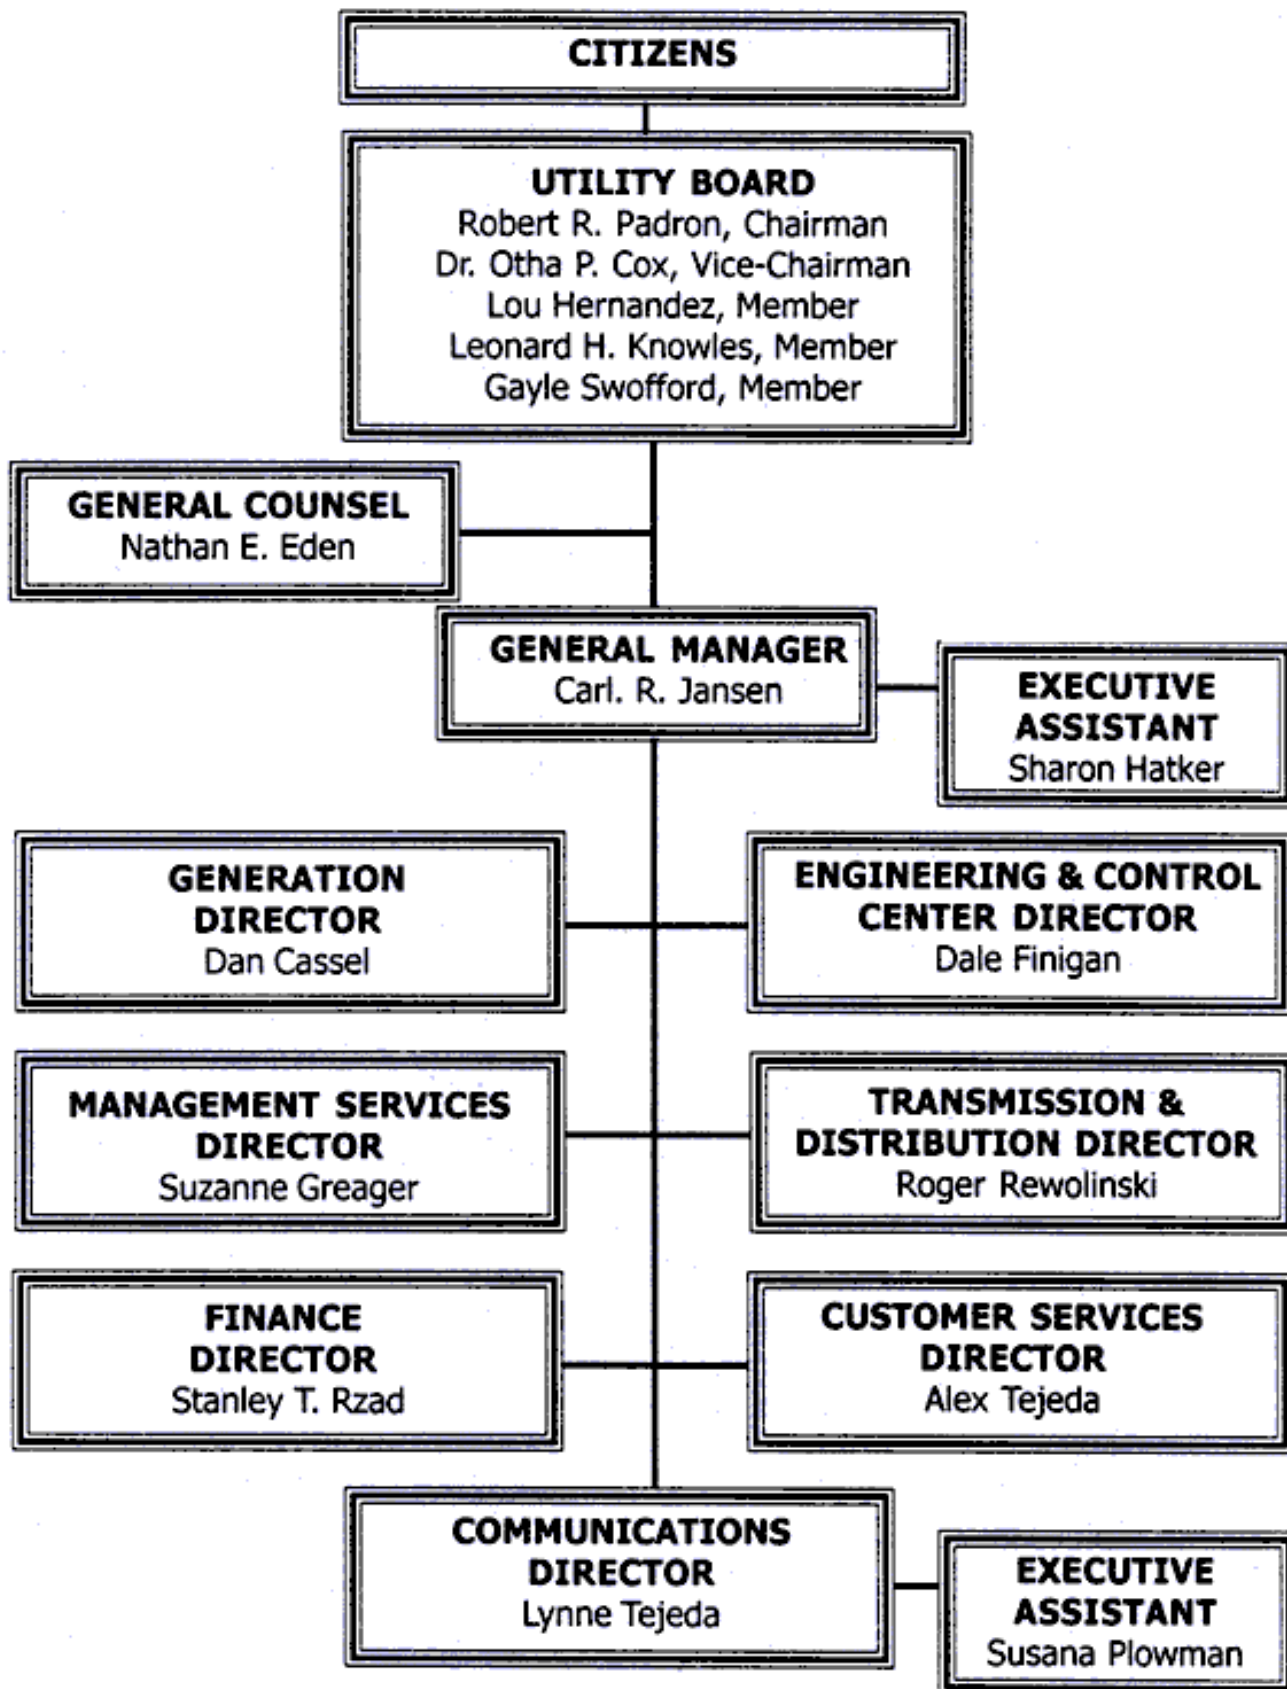 CITIZENS
UTILITY BOARD
Robert R. Padron, Chairman
Dr. Otha P. Cox, Vice-Chairman
Lou Hernandez, Member
Leonard H. Knowles, Member
Gayle Swofford, Member
GENERAL COUNSEL
Nathan E. Eden
GENERAL MANAGER
Carl. R. Jansen
EXECUTIVE
ASSISTANT
Sharon Hatker
GENERATION
DIRECTOR
Dan Cassel
ENGINEERING & CONTROL
CENTER DIRECTOR
Dale Finigan
MANAGEMENT SERVICES
DIRECTOR
Suzanne Greager
TRANSMISSION &
DISTRIBUTION DIRECTOR
Roger Rewolinski
FINANCE
DIRECTOR
Stanley T. Rzad
CUSTOMER SERVICES
DIRECTOR
Alex Tejeda
COMMUNICATIONS
DIRECTOR
Lynne Tejeda
EXECUTIVE
ASSISTANT
Susana Plowman